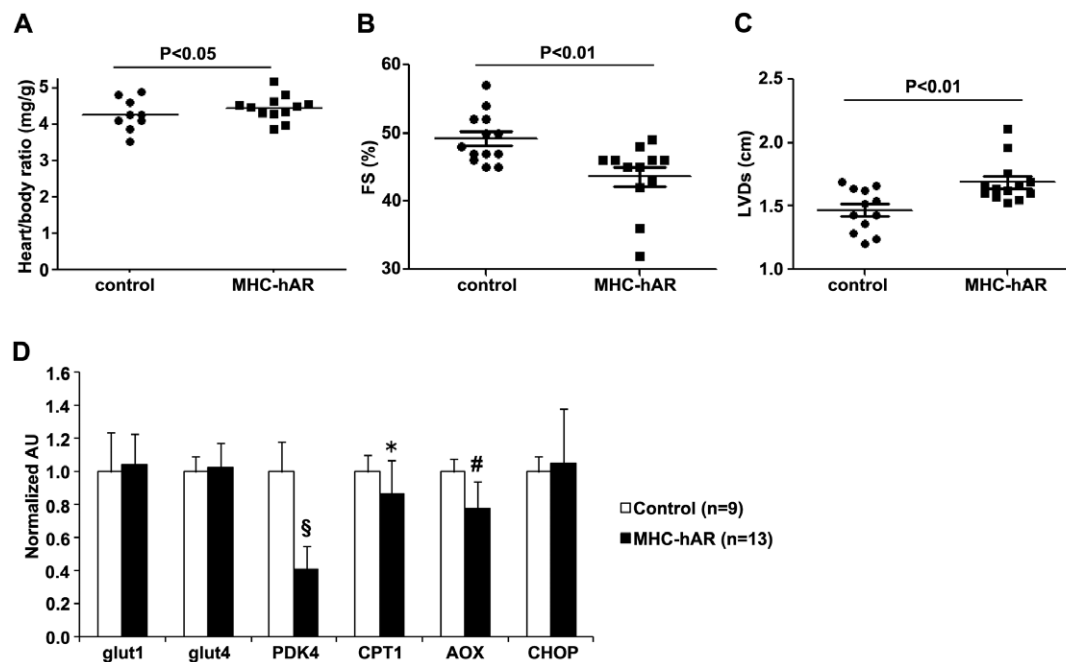 A
P<0.05
Heart/body ratio (mg/g)
5
4
3
2
1
0
control MHC-hAR
B
P<0.01
FS (%)
60
50
40
30
control MHC-hAR
C
P<0.01
LVDs (cm)
2.5
2.0
1.5
1.0
control MHC-hAR
D
Normalized AU
1.6
1.4
1.2
1.0
0.8
0.6
0.4
0.2
0.0
§
*
#
glut1 glut4 PDK4 CPT1 AOX CHOP
Control (n=9)
MHC-hAR (n=13)